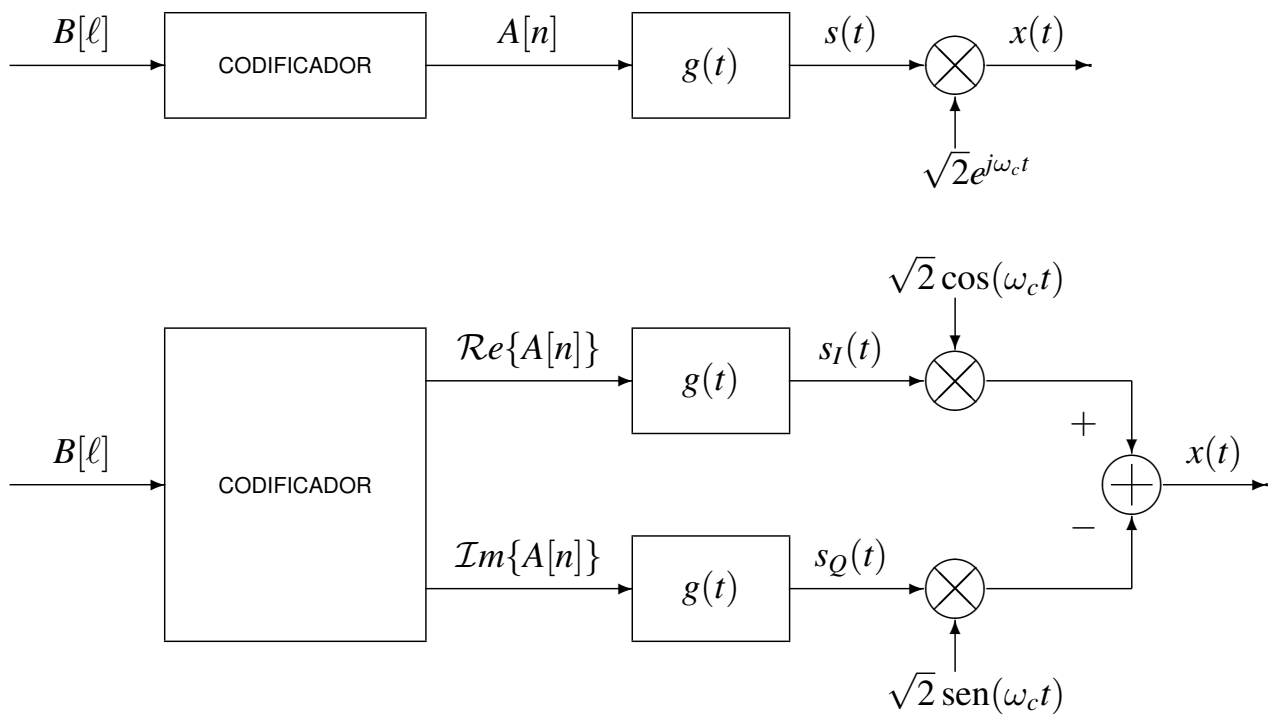 B[ℓ] A[n] s(t) x(t)
CODIFICADOR g(t)
√2e^{jω_c t}
√2 cos(ω_c t)
Re{A[n]} s_I(t)
g(t)
+
B[ℓ] CODIFICADOR x(t)
−
Im{A[n]} s_Q(t)
g(t)
√2 sen(ω_c t)